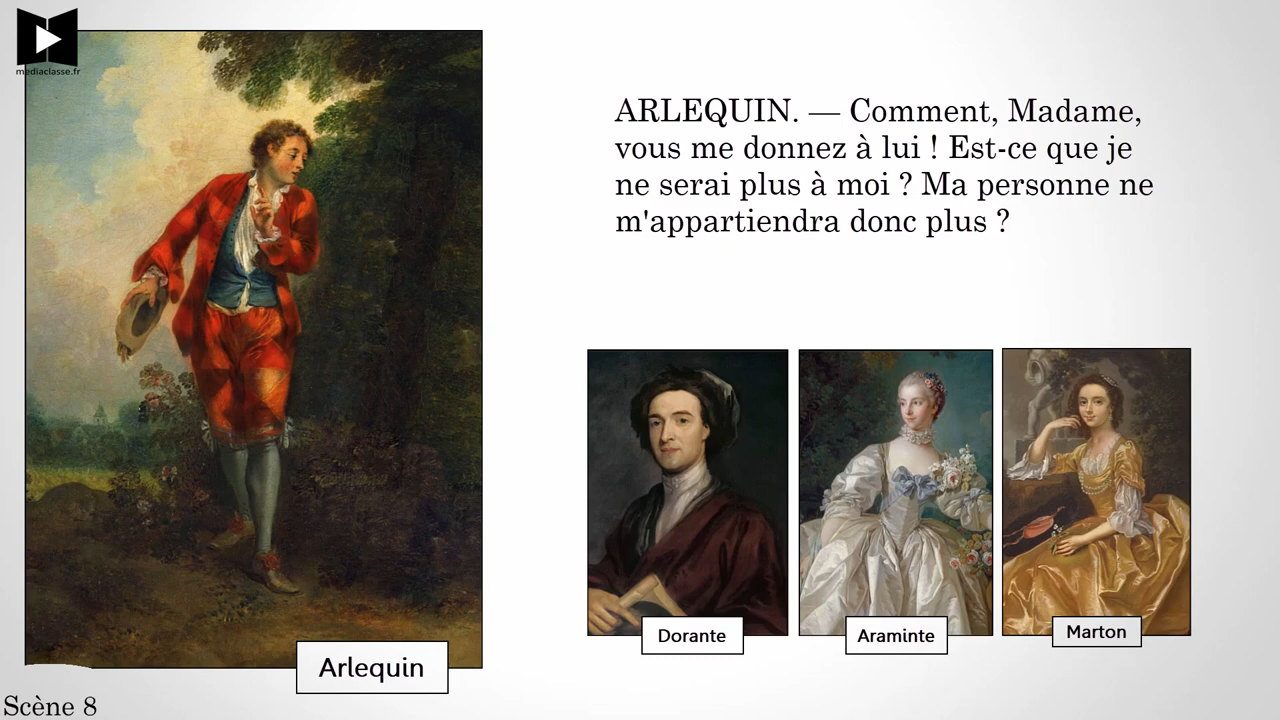 mediaclasse.fr
ARLEQUIN. — Comment, Madame,
vous me donnez à lui ! Est-ce que je
ne serai plus à moi ? Ma personne ne
m'appartiendra donc plus ?
Dorante
Araminte
Marton
Arlequin
Scène 8